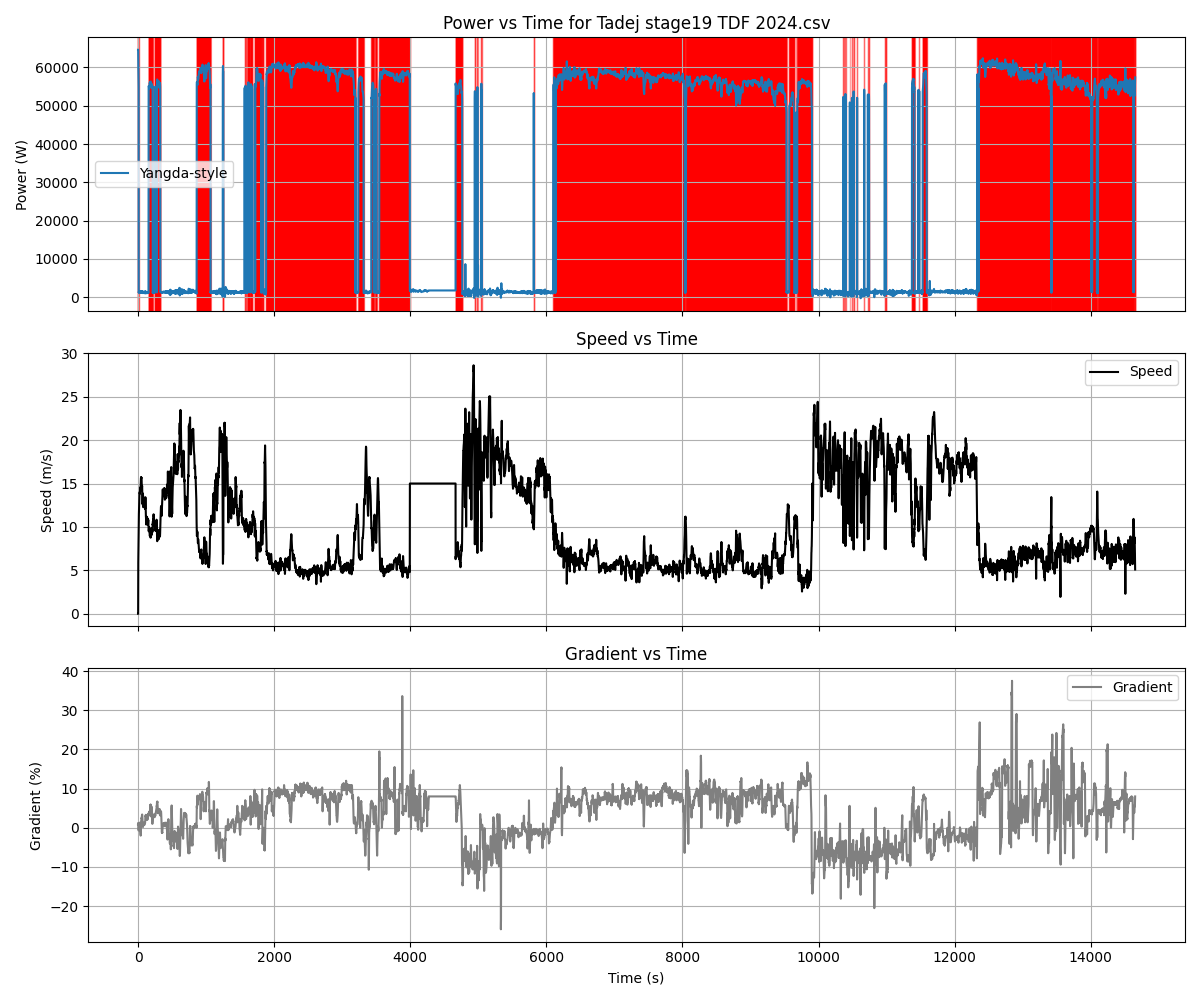 Power vs Time for Tadej stage19 TDF 2024.csv
60000
50000
40000
30000
20000
10000
0
Power (W)
Yangda-style
Speed vs Time
30
25
20
15
10
5
0
Speed (m/s)
Speed
Gradient vs Time
40
30
20
10
0
−10
−20
Gradient (%)
Gradient
0 2000 4000 6000 8000 10000 12000 14000
Time (s)